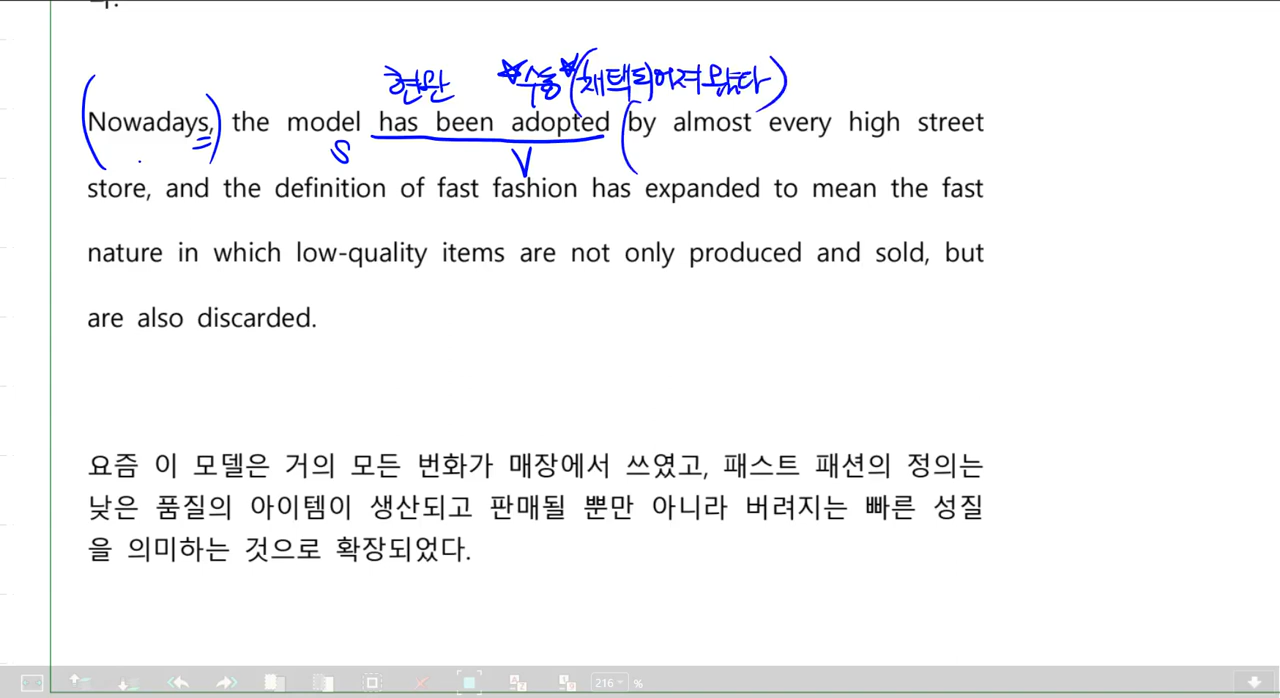 다.
현완 ☆수동☆ (채택되어져 왔다)
(Nowadays,) the model has been adopted (by almost every high street
S V
store, and the definition of fast fashion has expanded to mean the fast
nature in which low-quality items are not only produced and sold, but
are also discarded.
요즘 이 모델은 거의 모든 번화가 매장에서 쓰였고, 패스트 패션의 정의는
낮은 품질의 아이템이 생산되고 판매될 뿐만 아니라 버려지는 빠른 성질
을 의미하는 것으로 확장되었다.
216 %